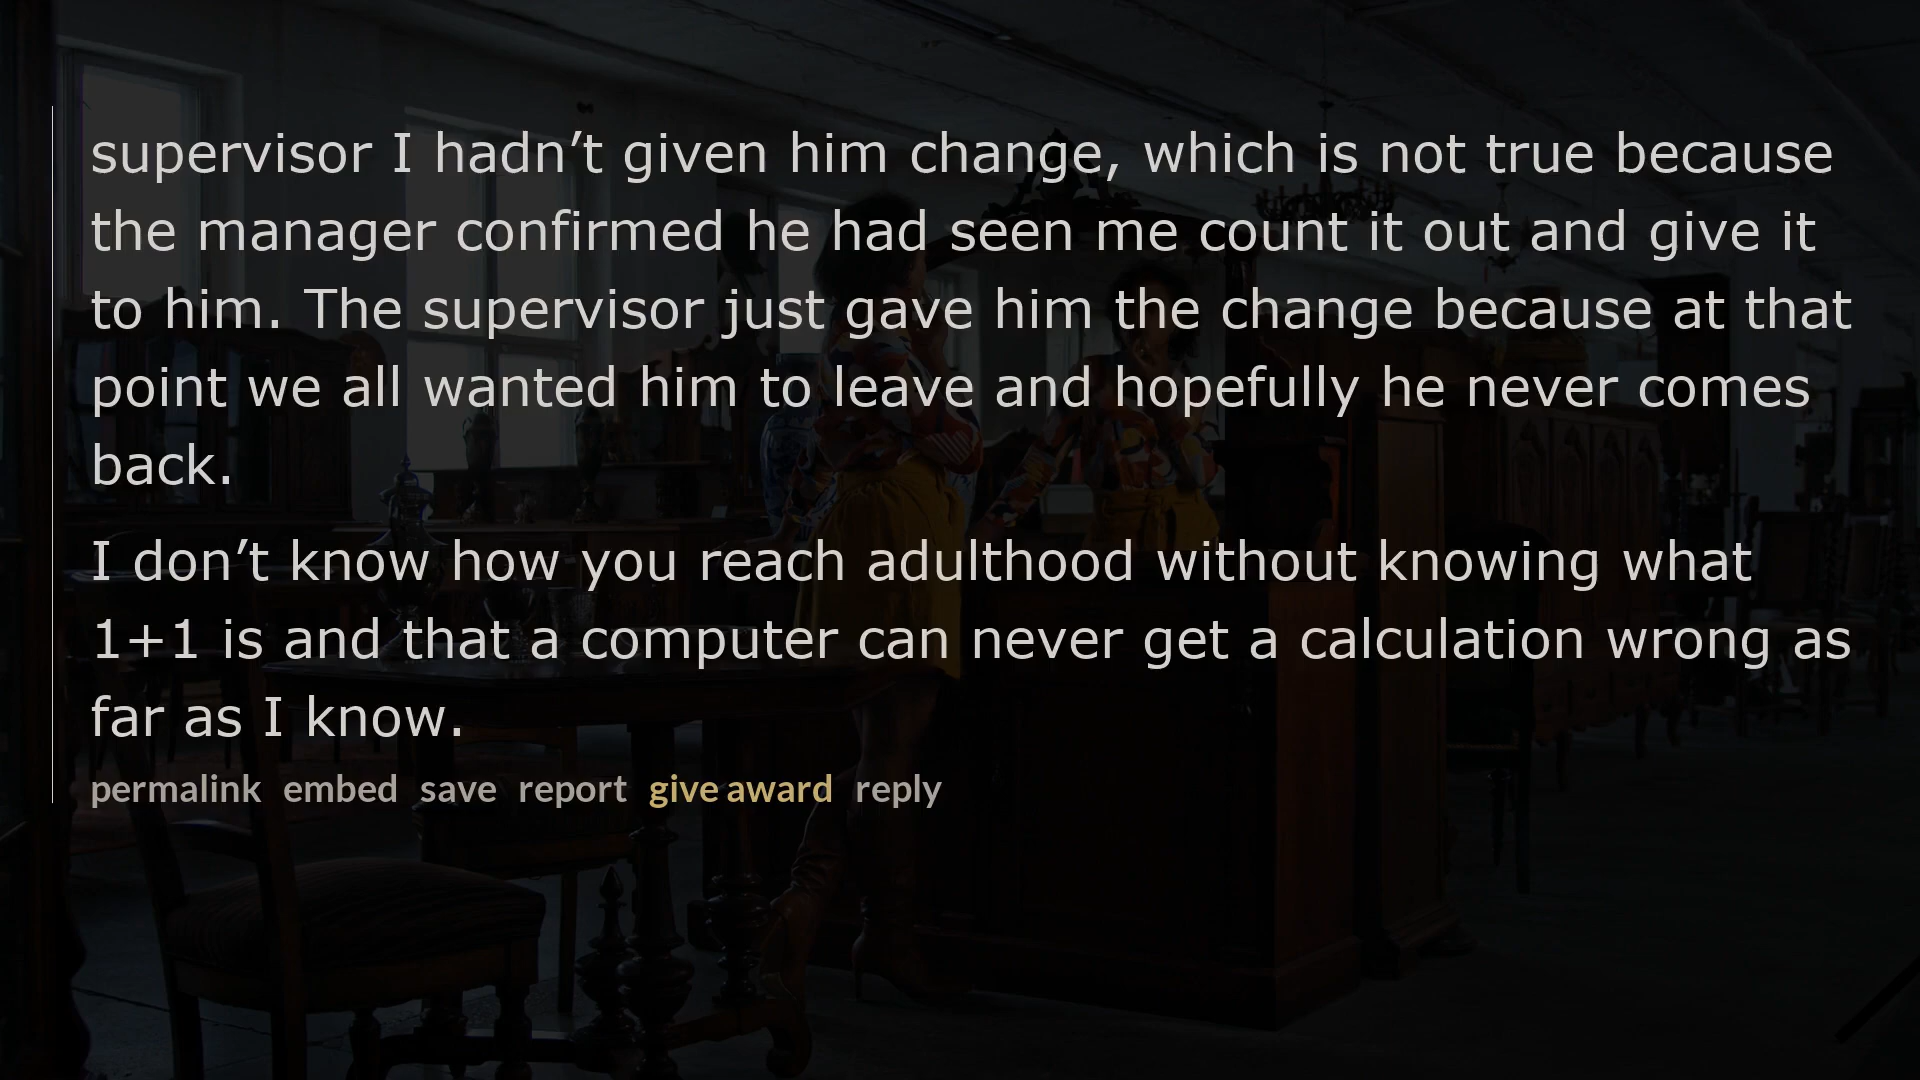 supervisor I hadn’t given him change, which is not true because
the manager confirmed he had seen me count it out and give it
to him. The supervisor just gave him the change because at that
point we all wanted him to leave and hopefully he never comes
back.
I don’t know how you reach adulthood without knowing what
1+1 is and that a computer can never get a calculation wrong as
far as I know.
permalink embed save report give award reply